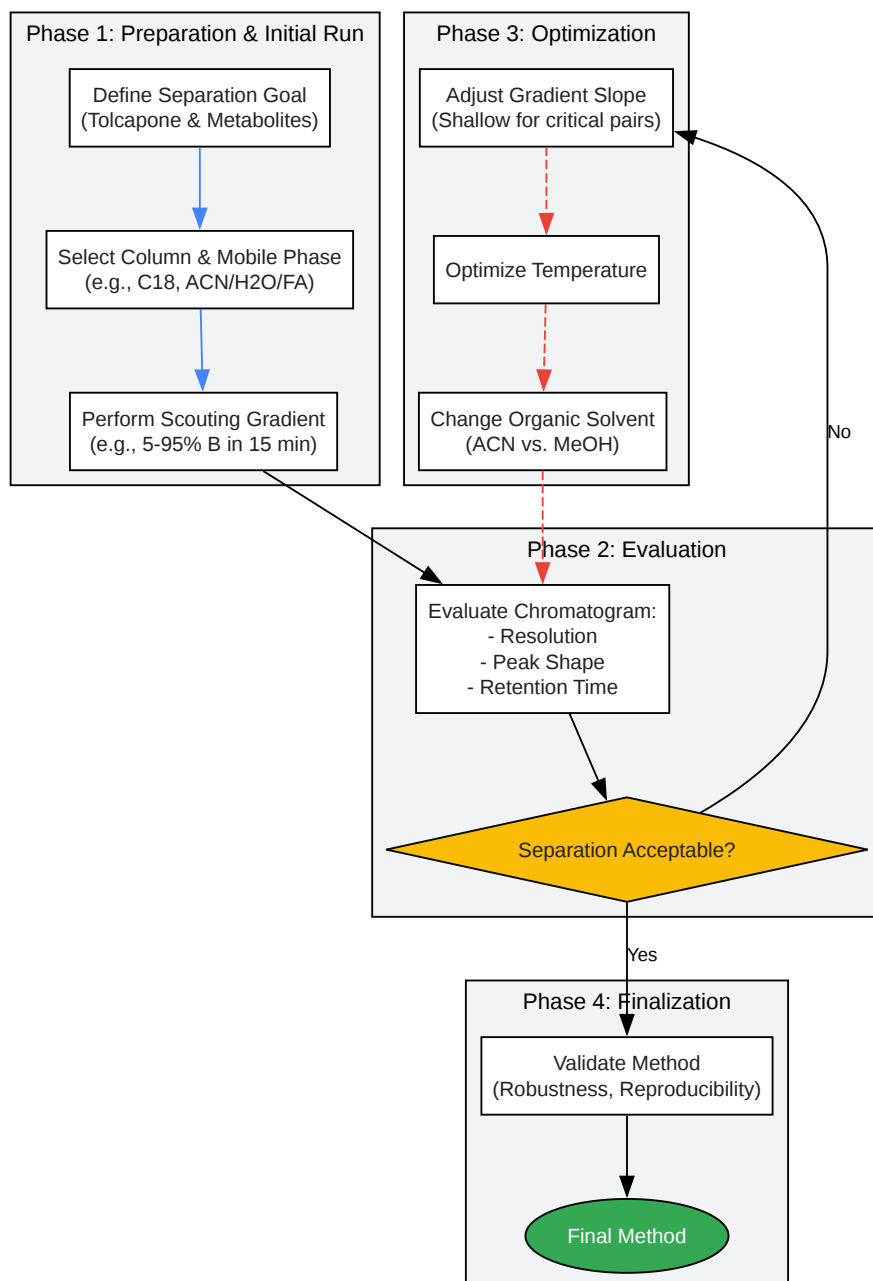 Phase 1: Preparation & Initial Run
Define Separation Goal
(Tolcapone & Metabolites)
Select Column & Mobile Phase
(e.g., C18, ACN/H2O/FA)
Perform Scouting Gradient
(e.g., 5-95% B in 15 min)
Phase 3: Optimization
Adjust Gradient Slope
(Shallow for critical pairs)
Optimize Temperature
Change Organic Solvent
(ACN vs. MeOH)
No
Phase 2: Evaluation
Evaluate Chromatogram:
- Resolution
- Peak Shape
- Retention Time
Separation Acceptable?
Yes
Phase 4: Finalization
Validate Method
(Robustness, Reproducibility)
Final Method